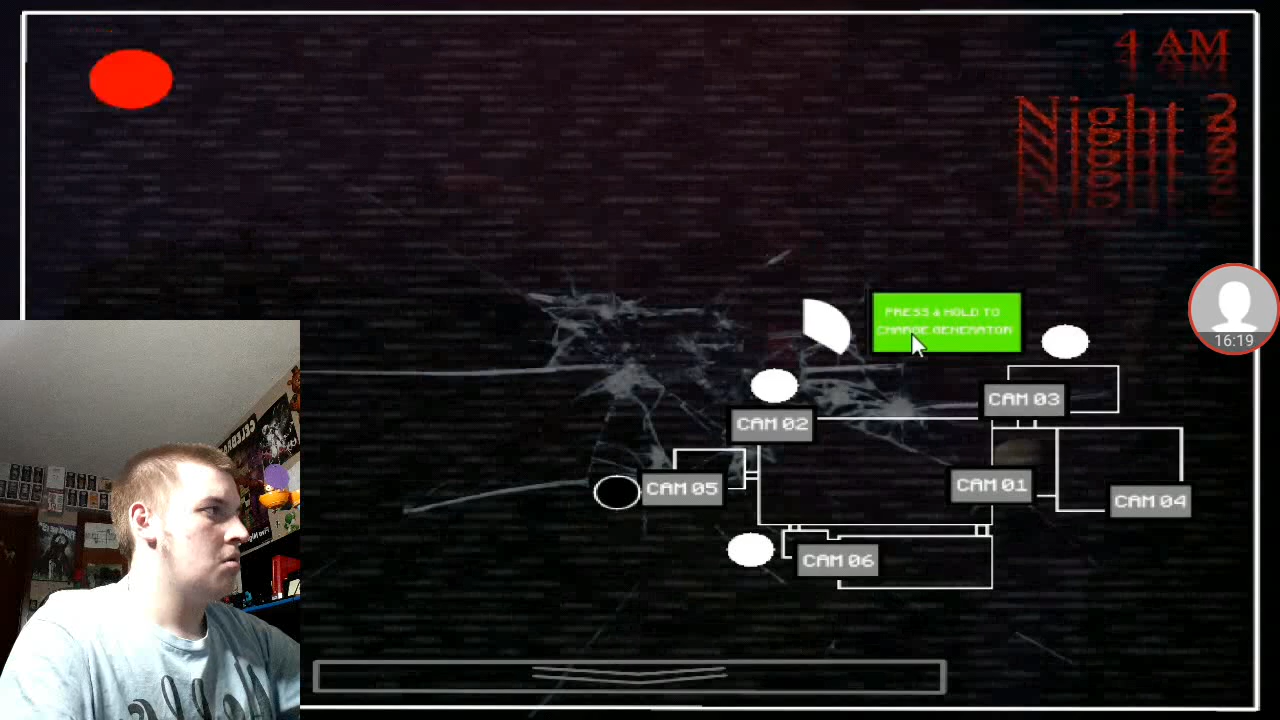 4 AM
Night 3
PRESS & HOLD TO
CHARGE GENERATOR
16:19
CAM 03
CAM 02
CAM 05
CAM 01
CAM 04
CAM 06